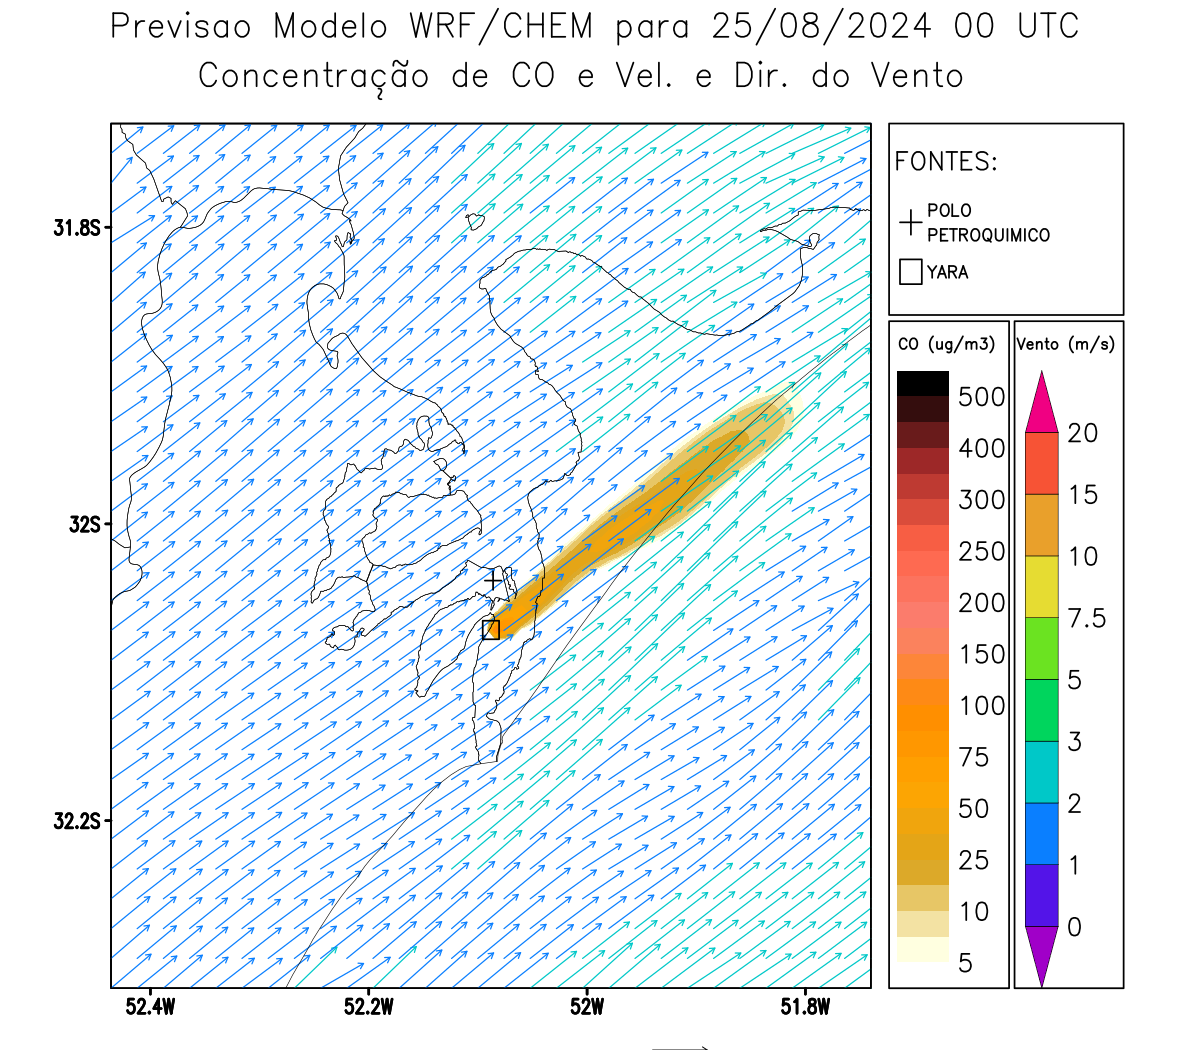 Previsao Modelo WRF/CHEM para 25/08/2024 00 UTC
Concentração de CO e Vel. e Dir. do Vento
FONTES:
POLO
PETROQUIMICO
YARA
31.8S
32S
32.2S
52.4W
52.2W
52W
51.8W
CO (ug/m3)
500
400
300
250
200
150
100
75
50
25
10
5
Vento (m/s)
20
15
10
7.5
5
3
2
1
0